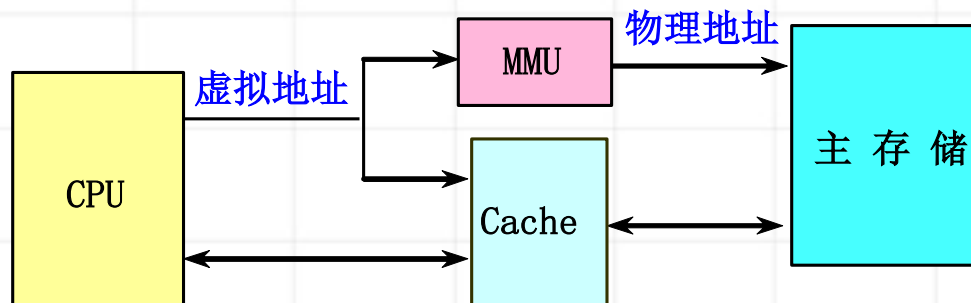 物理地址
MMU
虚拟地址
主 存 储
CPU
Cache